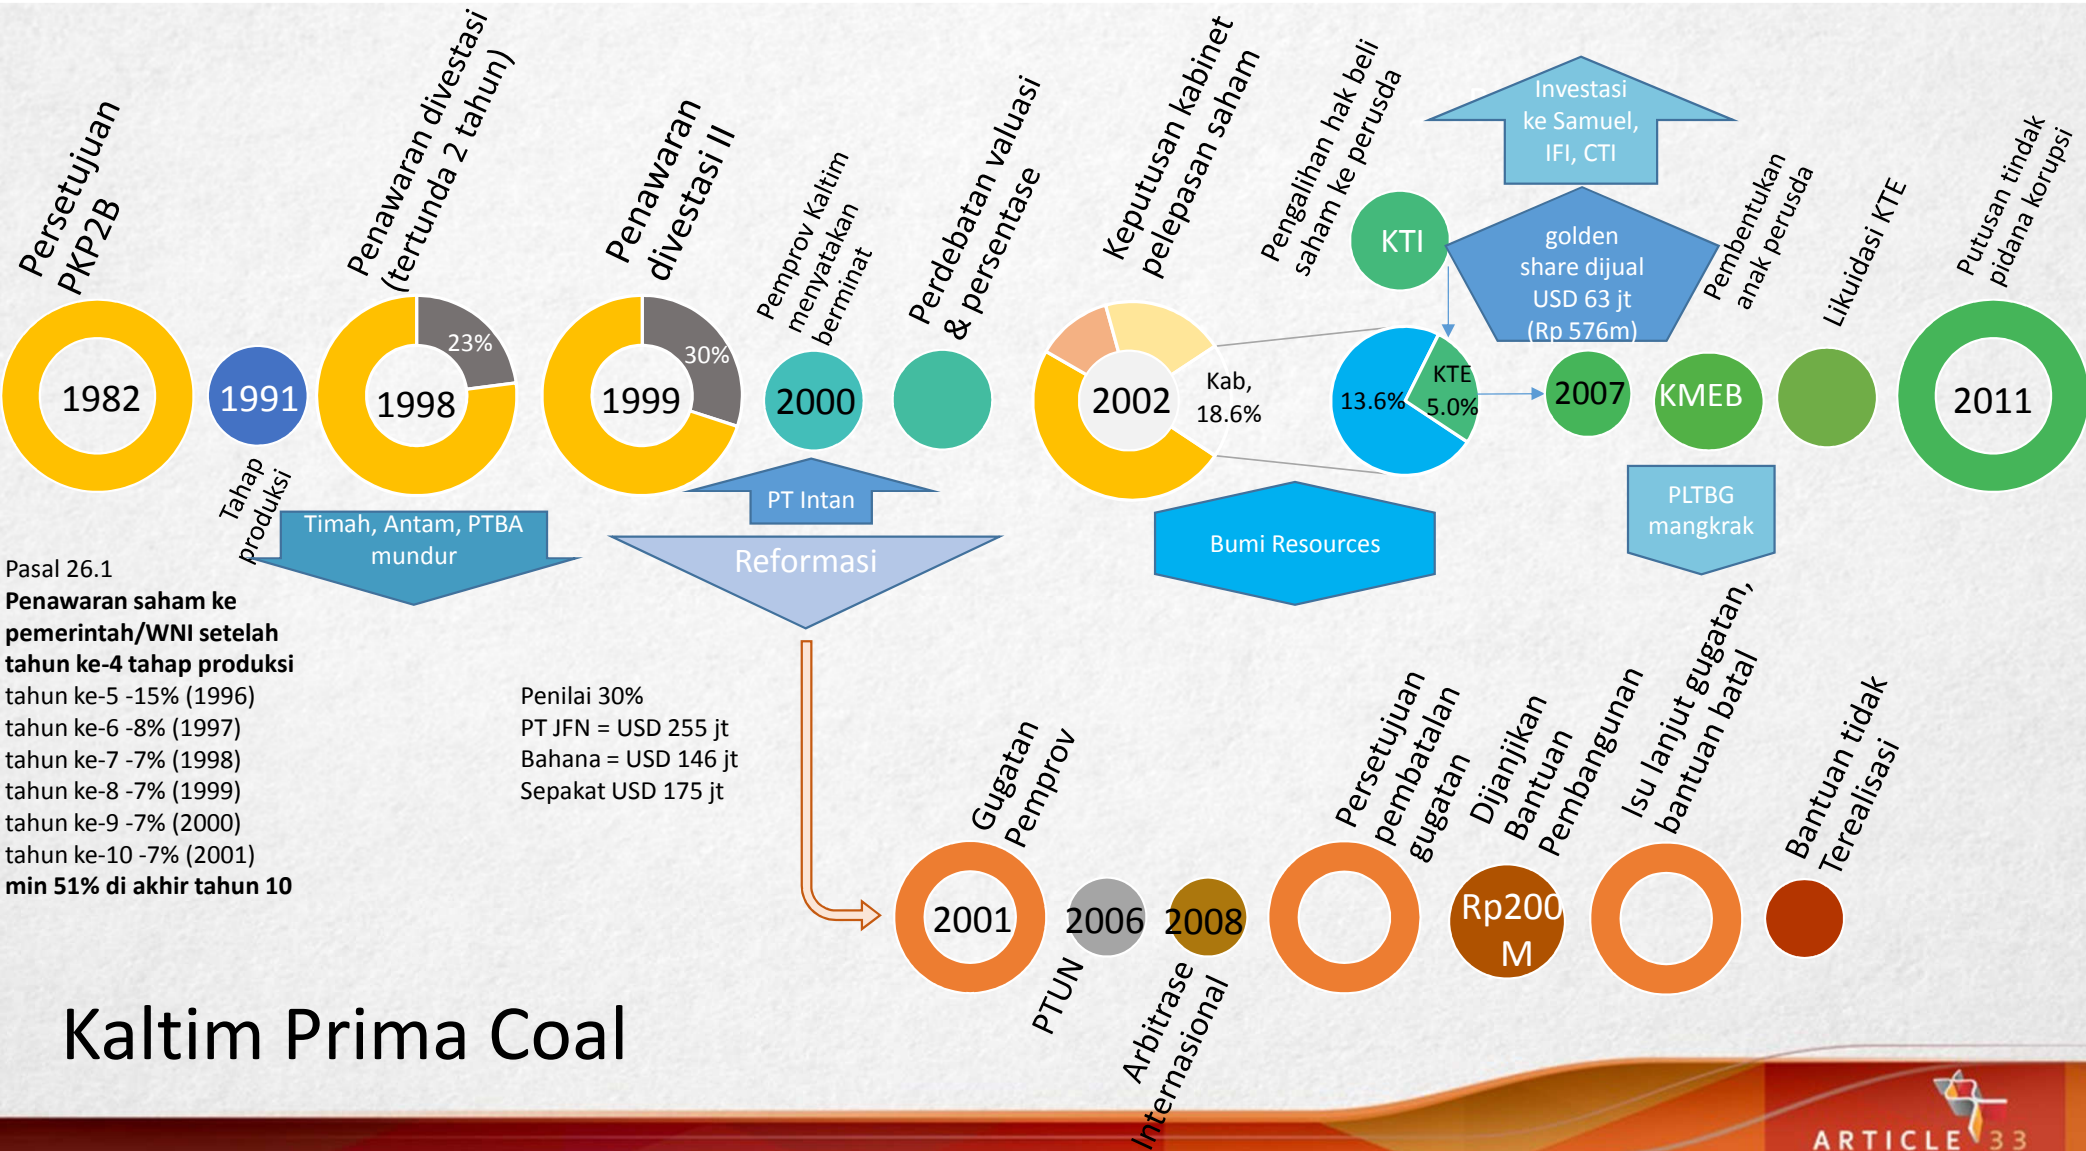 Persetujuan
PKP2B
1982
1991
Tahap
produksi
Penawaran divestasi
(tertunda 2 tahun)
23%
1998
Timah, Antam, PTBA
mundur
Penawaran
divestasi II
30%
1999
Pemprov Kaltim
menyatakan
berminat
2000
PT Intan
Reformasi
Perdebatan valuasi
& persentase
Keputusan kabinet
pelepasan saham
2002
Kab,
18.6%
Pengalihan hak beli
saham ke perusda
KTI
13.6%
KTE
5.0%
Bumi Resources
Investasi
ke Samuel,
IFI, CTI
golden
share dijual
USD 63 jt
(Rp 576m)
2007
Pembentukan
anak perusda
KMEB
PLTBG
mangkrak
Likuidasi KTE
Putusan tindak
pidana korupsi
2011
Pasal 26.1
Penawaran saham ke
pemerintah/WNI setelah
tahun ke-4 tahap produksi
tahun ke-5 -15% (1996)
tahun ke-6 -8% (1997)
tahun ke-7 -7% (1998)
tahun ke-8 -7% (1999)
tahun ke-9 -7% (2000)
tahun ke-10 -7% (2001)
min 51% di akhir tahun 10
Penilai 30%
PT JFN = USD 255 jt
Bahana = USD 146 jt
Sepakat USD 175 jt
Gugatan
Pemprov
2001
2006
PTUN
2008
Arbitrase
Internasional
Persetujuan
pembatalan
gugatan
Dijanjikan
Bantuan
Pembangunan
Rp200
M
Isu lanjut gugatan,
bantuan batal
Bantuan tidak
Terealisasi
Kaltim Prima Coal
ARTICLE 33